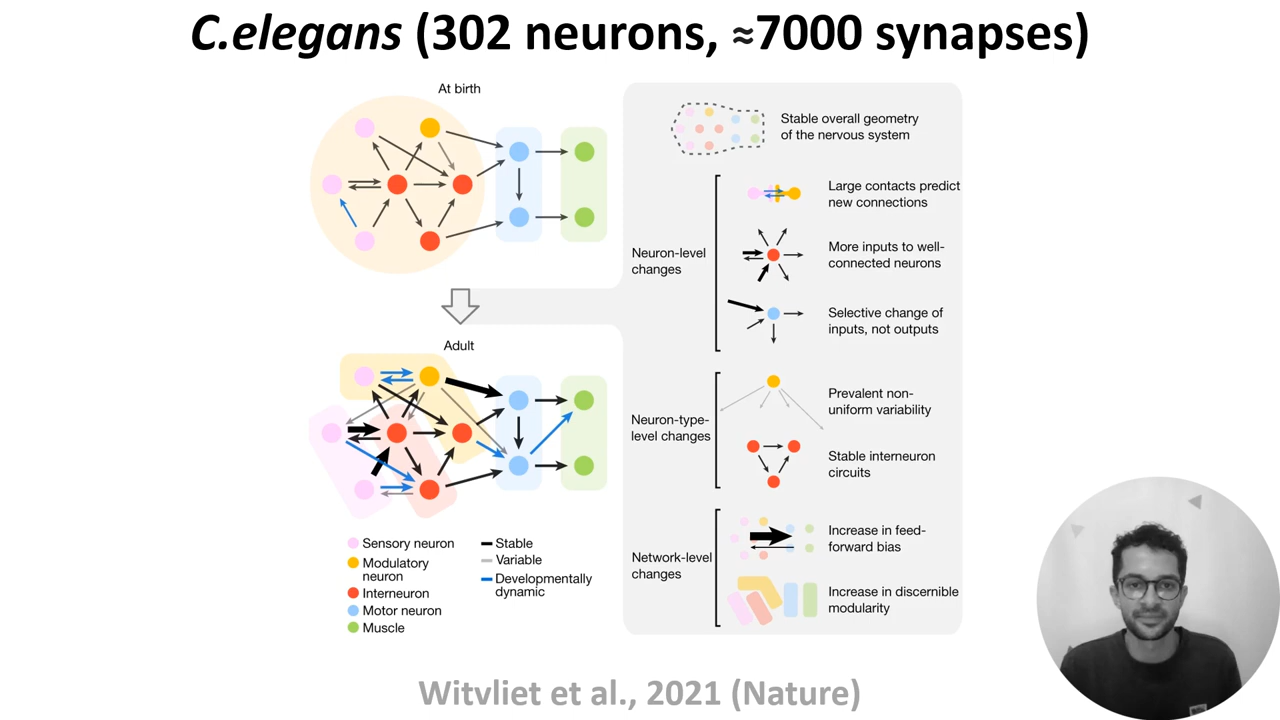 C.elegans (302 neurons, ≈7000 synapses)
At birth
Adult
Sensory neuron
Modulatory
neuron
Interneuron
Motor neuron
Muscle
Stable
Variable
Developmentally
dynamic
Stable overall geometry
of the nervous system
Neuron-level
changes
Large contacts predict
new connections
More inputs to well-
connected neurons
Selective change of
inputs, not outputs
Neuron-type-
level changes
Prevalent non-
uniform variability
Stable interneuron
circuits
Network-level
changes
Increase in feed-
forward bias
Increase in discernible
modularity
Witvliet et al., 2021 (Nature)